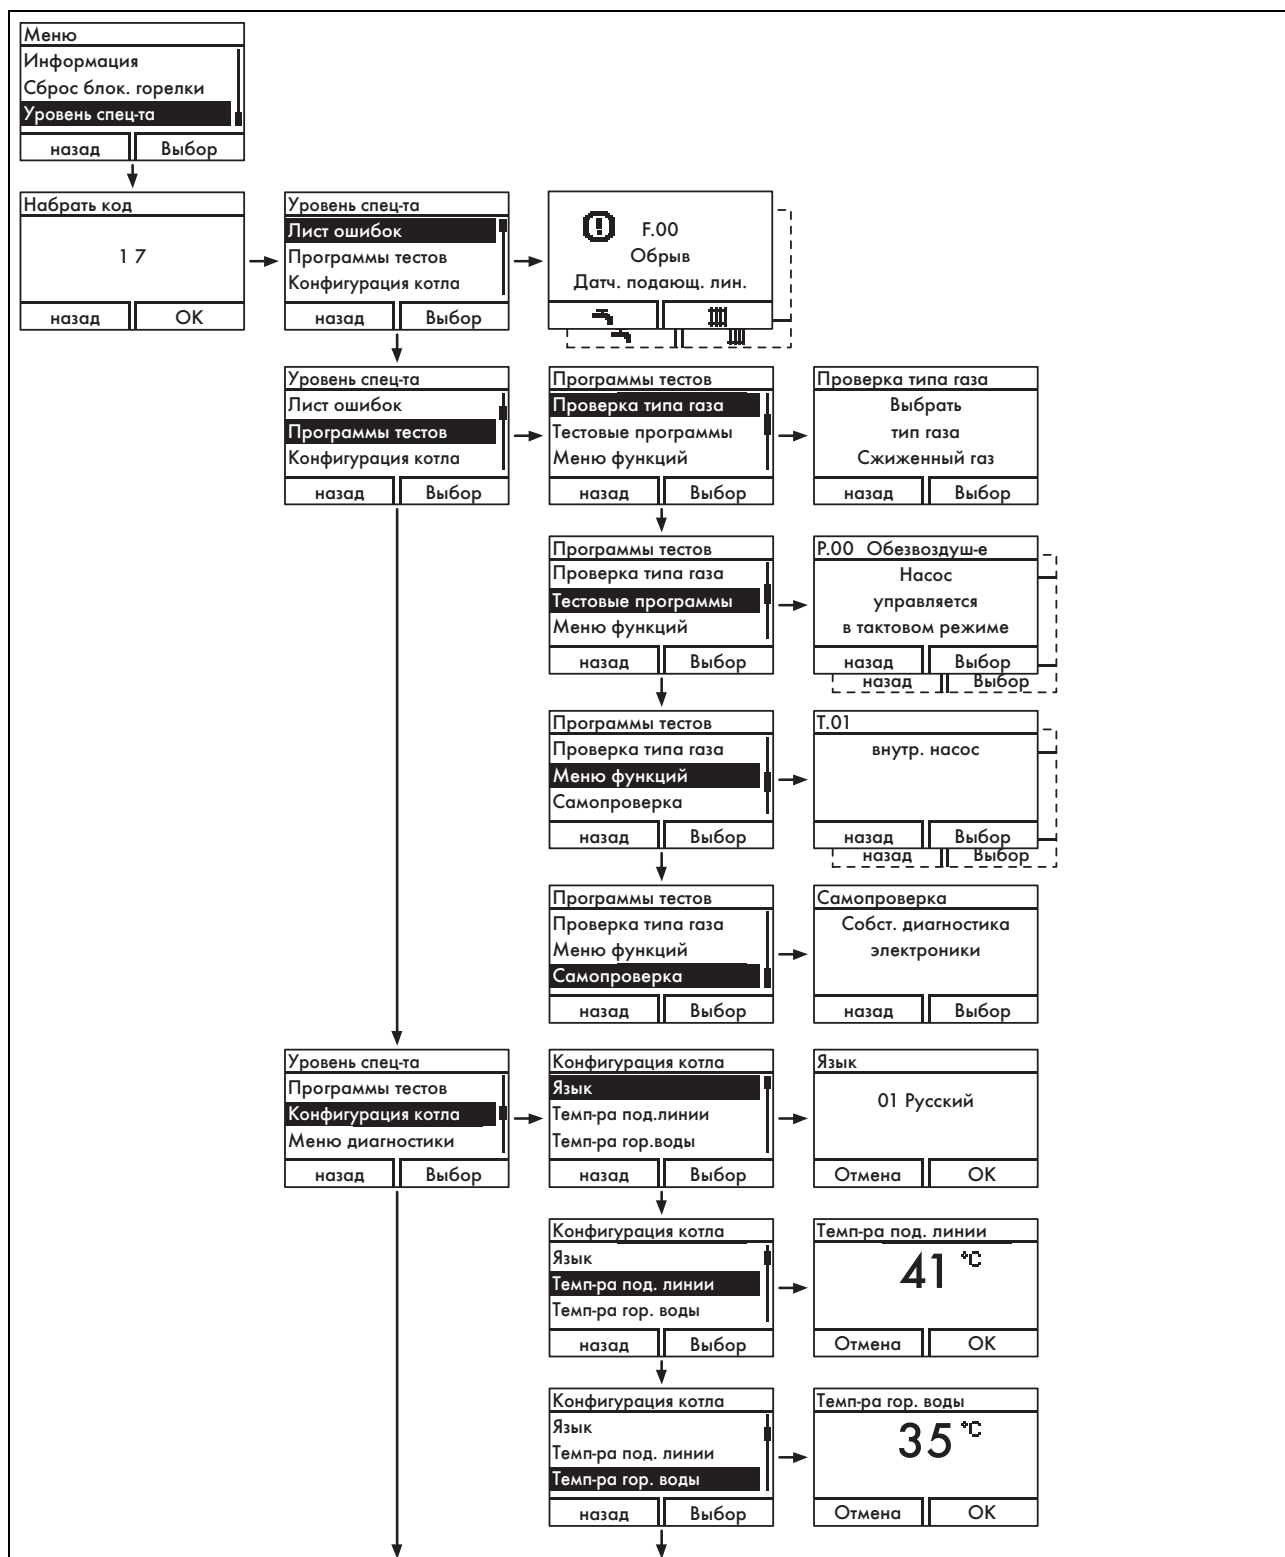 Меню
Информация
Сброс блок. горелки
Уровень спец-та
назад Выбор
Набрать код
1 7
назад ОК
Уровень спец-та
Лист ошибок
Программы тестов
Конфигурация котла
назад Выбор
F.00
Обрыв
Датч. подающ. лин.
Уровень спец-та
Лист ошибок
Программы тестов
Конфигурация котла
назад Выбор
Программы тестов
Проверка типа газа
Тестовые программы
Меню функций
назад Выбор
Проверка типа газа
Выбрать
тип газа
Сжиженный газ
назад Выбор
Программы тестов
Проверка типа газа
Тестовые программы
Меню функций
назад Выбор
P.00 Обезвоздуш-е
Насос
управляется
в тактовом режиме
назад Выбор
назад Выбор
Программы тестов
Проверка типа газа
Меню функций
Самопроверка
назад Выбор
T.01
внутр. насос
назад Выбор
назад Выбор
Программы тестов
Проверка типа газа
Меню функций
Самопроверка
назад Выбор
Самопроверка
Собст. диагностика
электроники
назад Выбор
Уровень спец-та
Программы тестов
Конфигурация котла
Меню диагностики
назад Выбор
Конфигурация котла
Язык
Темп-ра под.линии
Темп-ра гор.воды
назад Выбор
Язык
01 Русский
Отмена ОК
Конфигурация котла
Язык
Темп-ра под. линии
Темп-ра гор. воды
назад Выбор
Темп-ра под. линии
41 °C
Отмена ОК
Конфигурация котла
Язык
Темп-ра под. линии
Темп-ра гор. воды
назад Выбор
Темп-ра гор. воды
35 °C
Отмена ОК